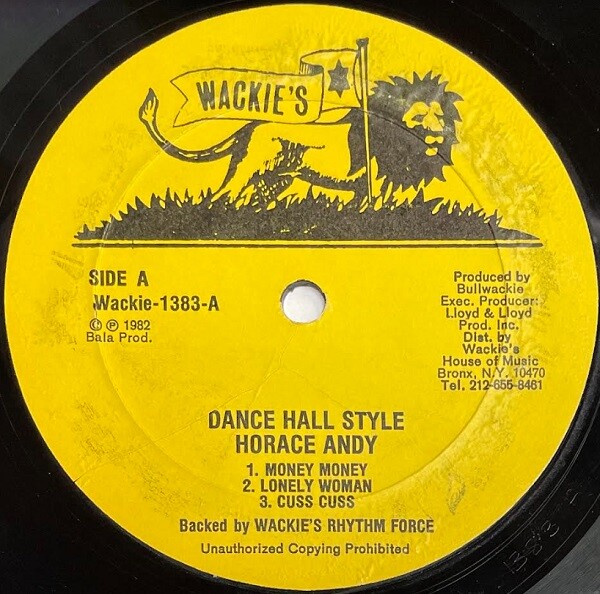 WACKIE'S
SIDE A
Wackie-1383-A
© ℗ 1982
Bala Prod.
Produced by
Bullwackie
Exec. Producer:
Lloyd & Lloyd
Prod. Inc.
Dist. by
Wackie's
House of Music
Bronx, N.Y. 10470
Tel. 212-655-8461
DANCE HALL STYLE
HORACE ANDY
1. MONEY MONEY
2. LONELY WOMAN
3. CUSS CUSS
Backed by WACKIE'S RHYTHM FORCE
Unauthorized Copying Prohibited